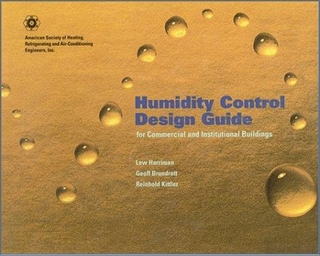 American Society of Heating,
Refrigerating and Air-Conditioning
Engineers, Inc.
Humidity Control
Design Guide
for Commercial and Institutional Buildings
Lew Harriman
Geoff Brundrett
Reinhold Kittler